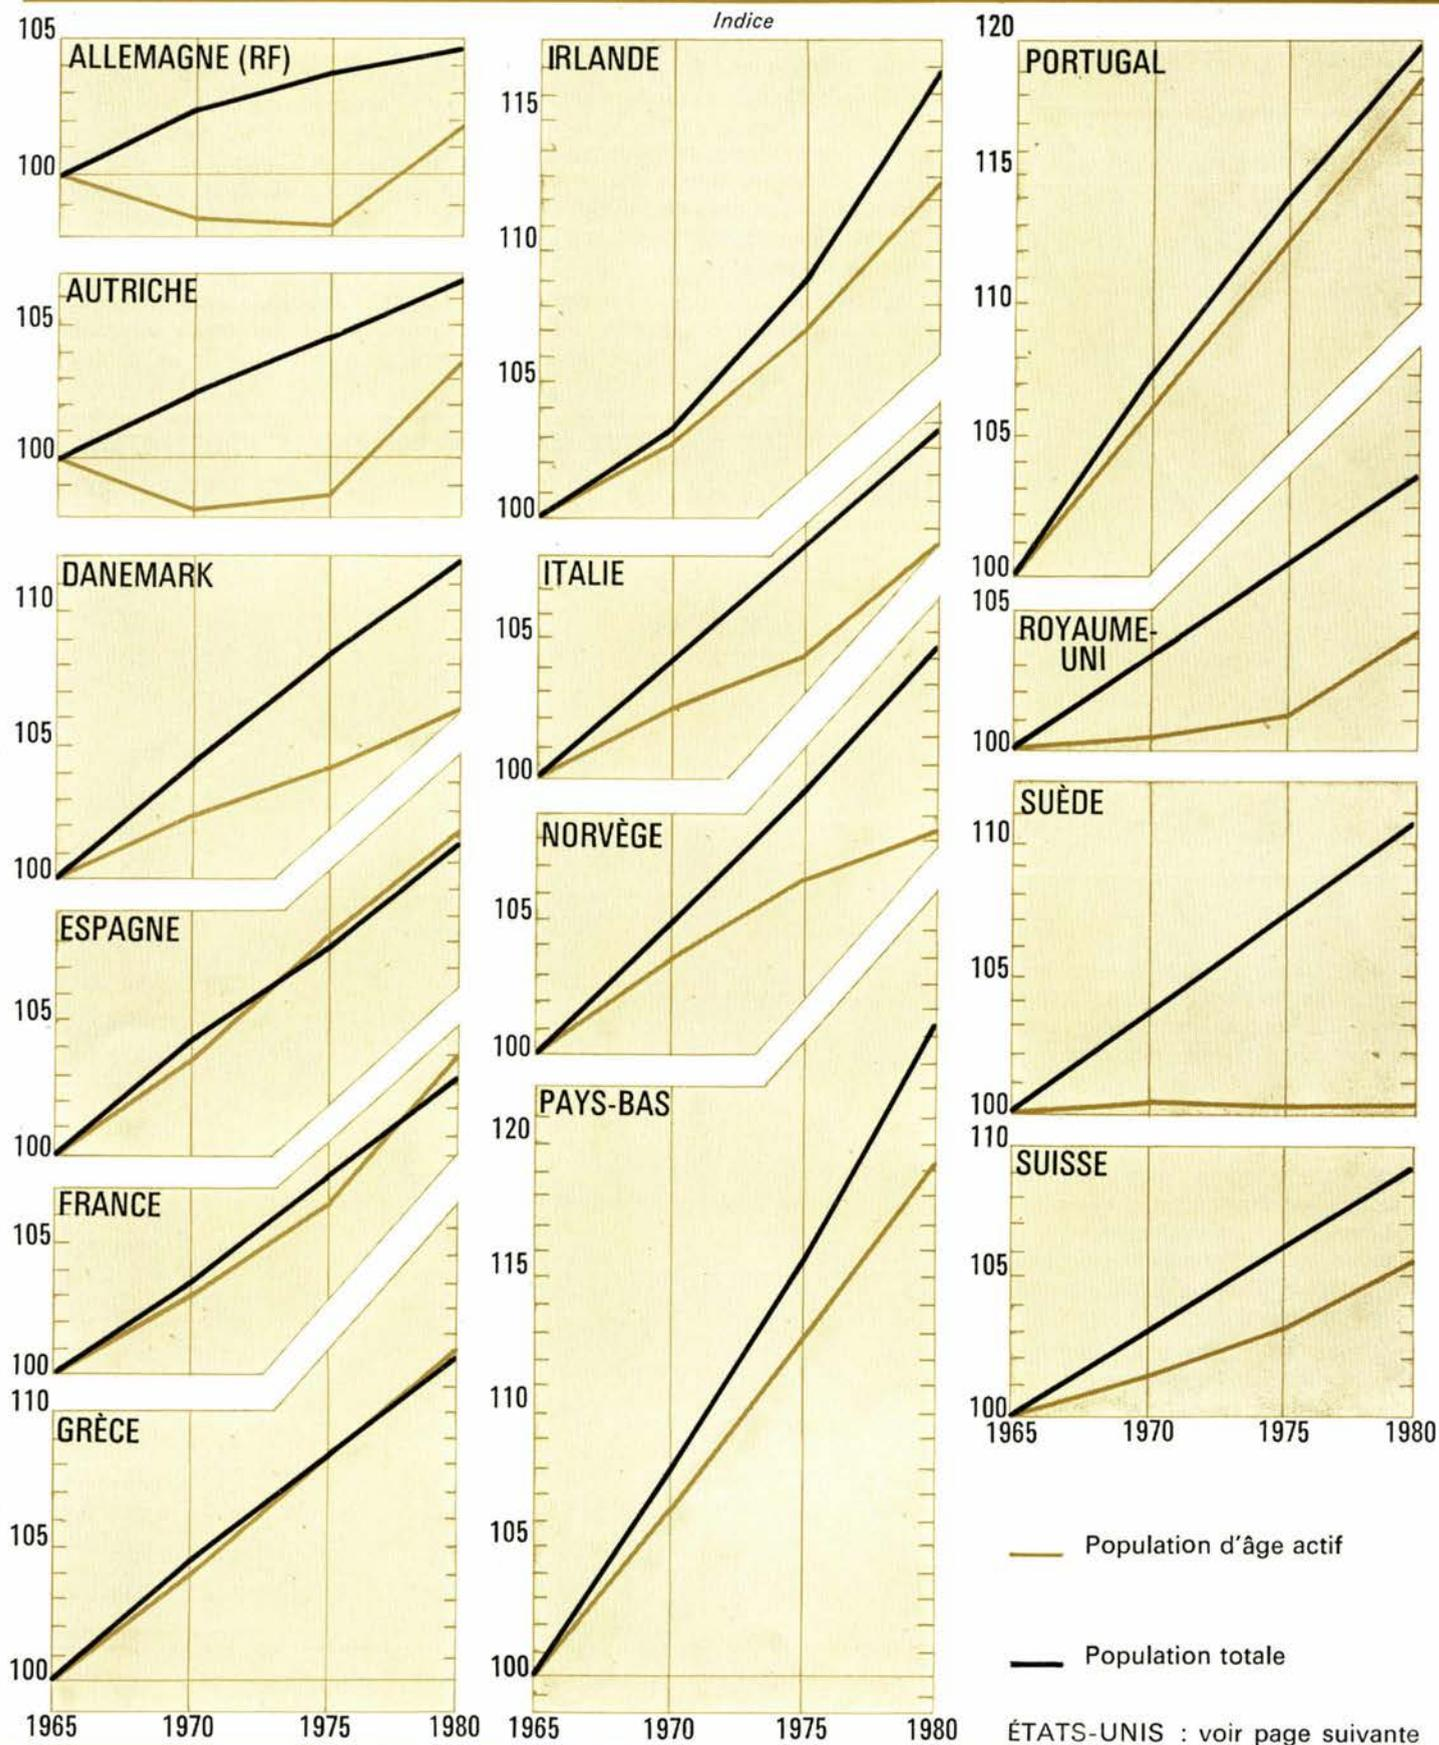 Indice
105
ALLEMAGNE (RF)
100
AUTRICHE
105
100
DANEMARK
110
105
100
ESPAGNE
105
100
FRANCE
105
100
110
GRÈCE
105
100
1965 1970 1975 1980
IRLANDE
115
110
105
100
ITALIE
105
100
NORVÈGE
105
100
PAYS-BAS
120
115
110
105
100
1965 1970 1975 1980
120
PORTUGAL
115
110
105
100
105
ROYAUME-
UNI
100
SUÈDE
110
105
100
110
SUISSE
105
100
1965 1970 1975 1980
Population d'âge actif
Population totale
ÉTATS-UNIS : voir page suivante